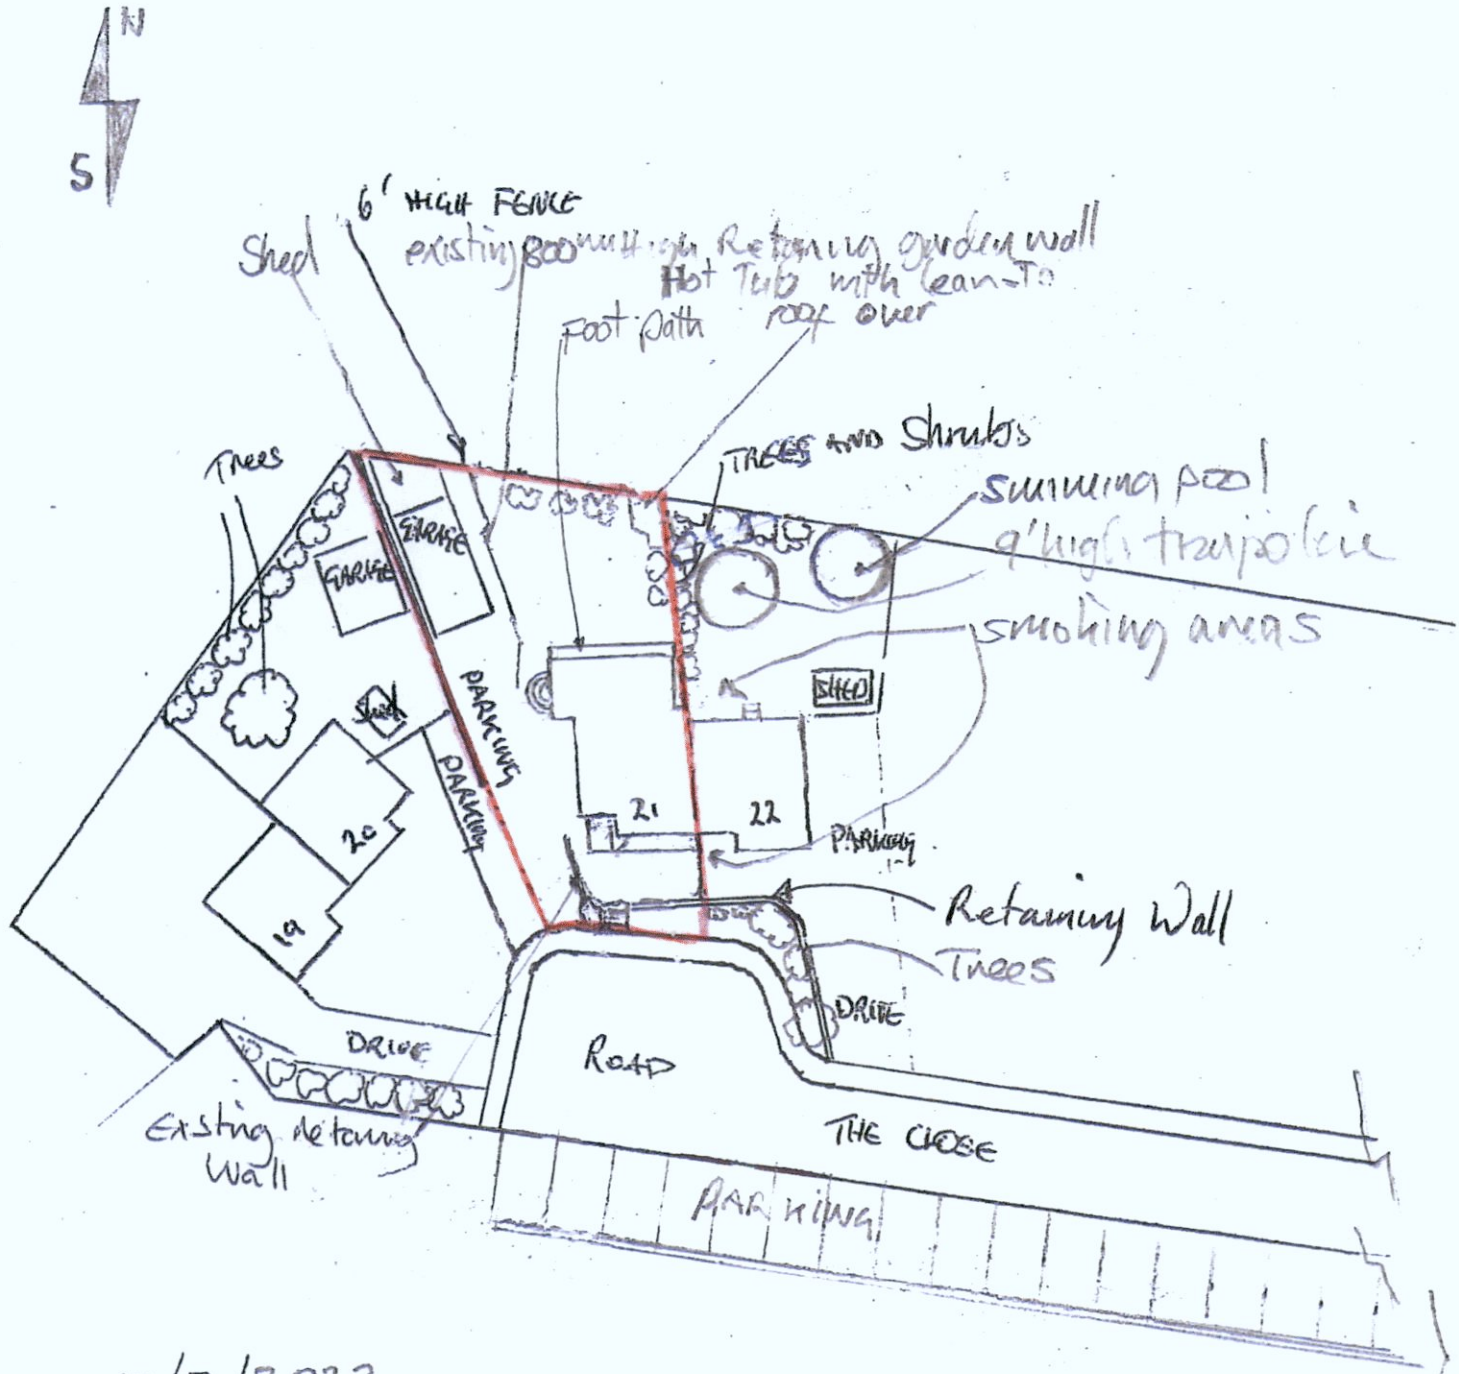 N
S
6' HIGH FENCE
Shed
existing 800mm High Retaining garden wall
Hot Tub with lean-To
Foot path roof over
Trees
TREES AND Shrubs
swimming pool
9' high
GARAGE
GARAGE
smoking areas
SHED
Shed
PARKING
PARKING
21
22
20
PARKING
19
Retaining Wall
Trees
DRIVE
DRIVE
ROAD
Existing retaining
Wall
THE CLOSE
PARKING